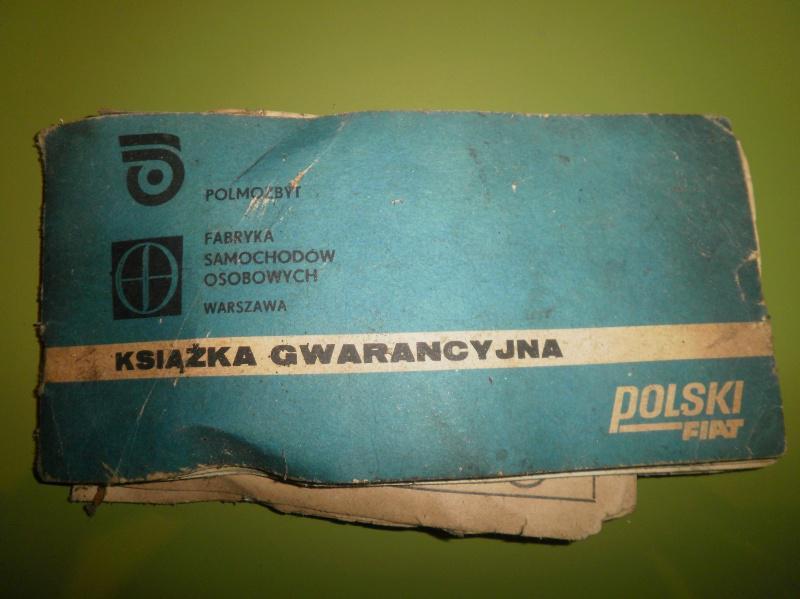 POLMOZBYT
FABRYKA
SAMOCHODÓW
OSOBOWYCH
WARSZAWA
KSIĄŻKA GWARANCYJNA
POLSKI
FIAT